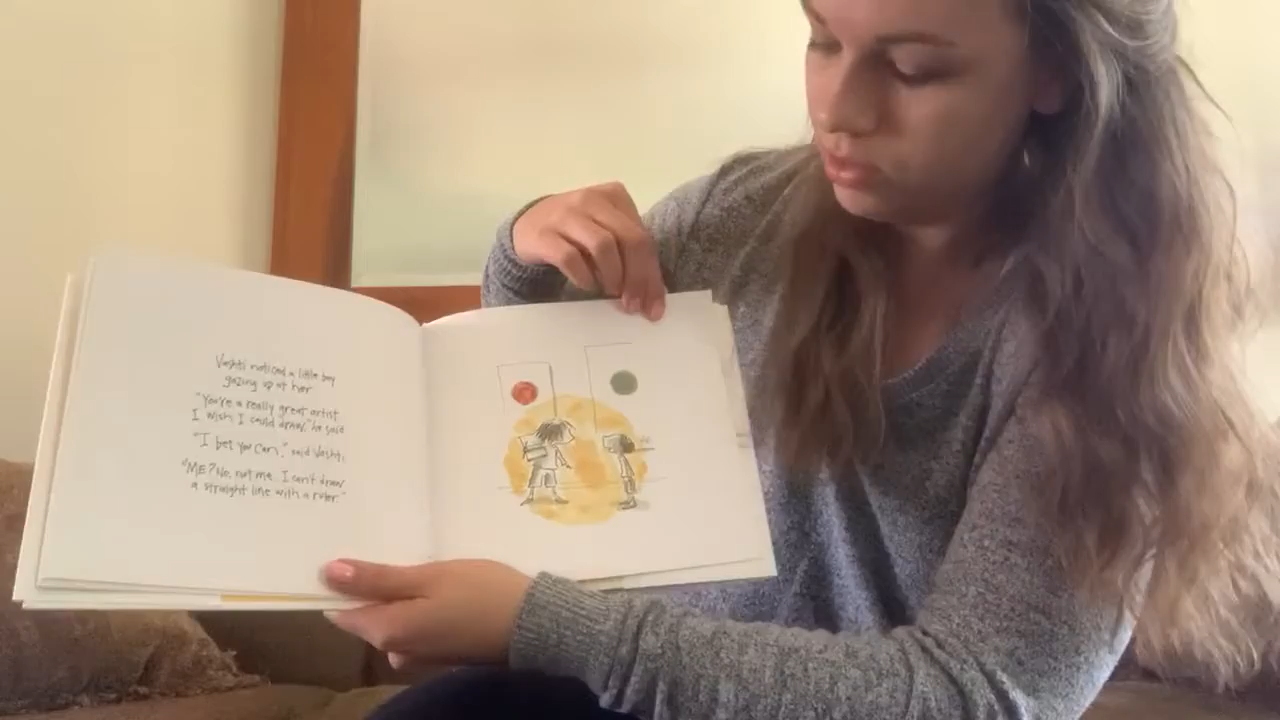 Vashti noticed a little boy
gazing up at her
"You're a really great artist
I wish I could draw," he said
"I bet you can," said Vashti.
"ME? No, not me. I can't draw
a straight line with a ruler."